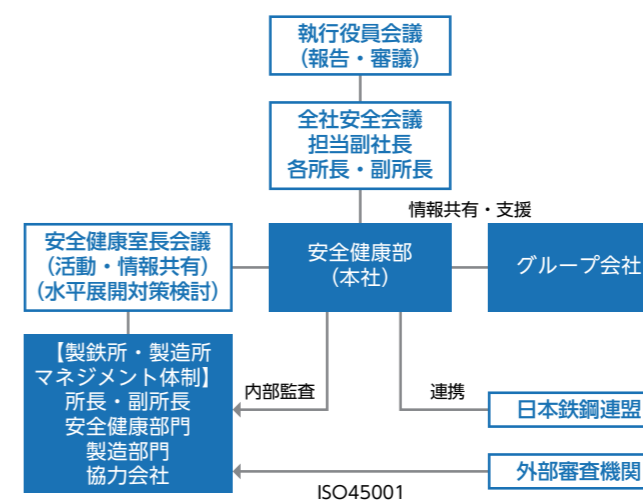 執行役員会議
（報告・審議）
全社安全会議
担当副社長
各所長・副所長
情報共有・支援
安全健康室長会議
（活動・情報共有）
（水平展開対策検討）
安全健康部
（本社）
グループ会社
【製鉄所・製造所
マネジメント体制】
所長・副所長
安全健康部門
製造部門
協力会社
内部監査
連携
日本鉄鋼連盟
外部審査機関
ISO45001